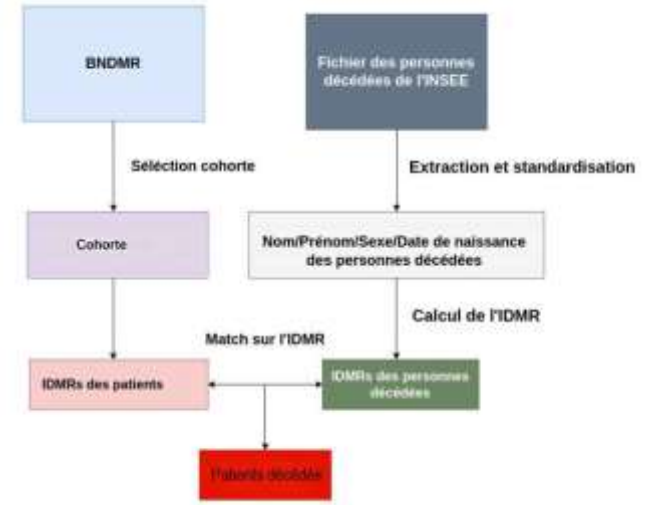 BNDMR
Fichier des personnes
décédées de l'INSEE
Séléction cohorte
Extraction et standardisation
Cohorte
Nom/Prénom/Sexe/Date de naissance
des personnes décédées
Calcul de l'IDMR
Match sur l'IDMR
IDMRs des patients
IDMRs des personnes
décédées
Patients décédés